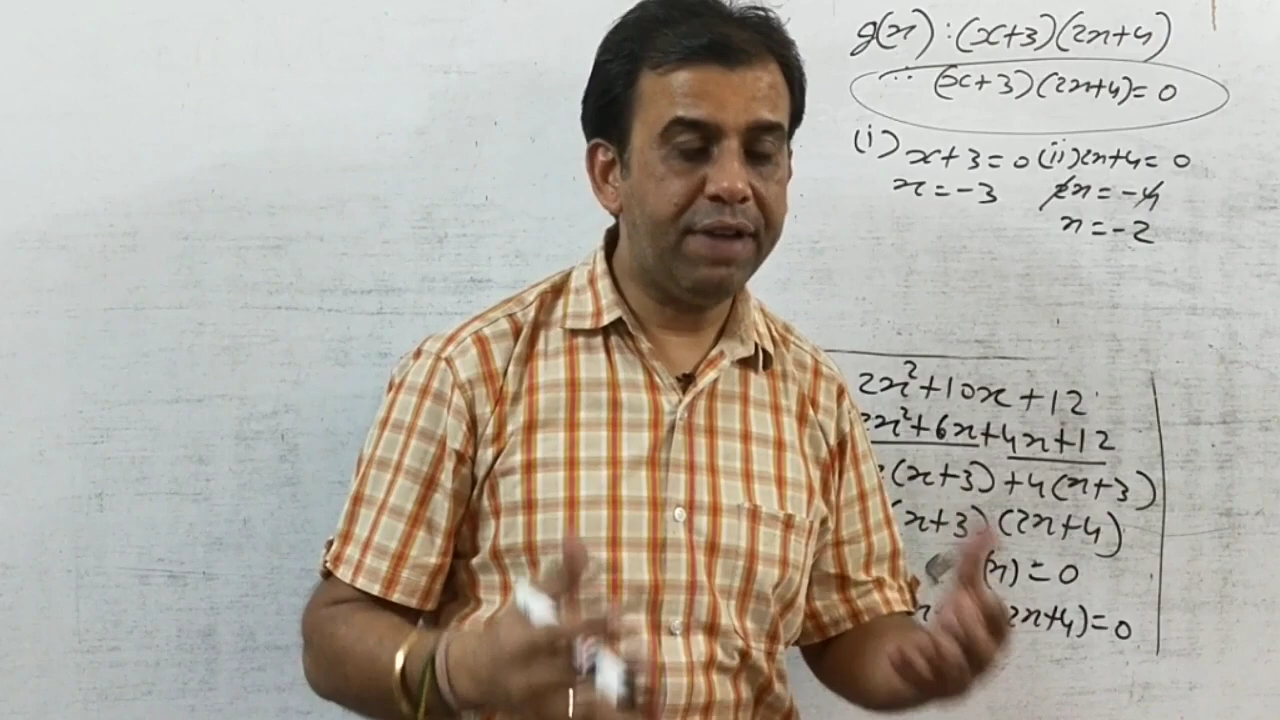 g(x) : (x+3)(2x+4)
∵ (x+3)(2x+4)= 0
(i) x+3=0 (ii) 2x+4= 0
x=-3 2x=-4
x=-2
2x²+10x+12
2x²+6x+4x+12
(x+3)+4(x+3)
(x+3)(2x+4)
(x)=0
2x+4)=0